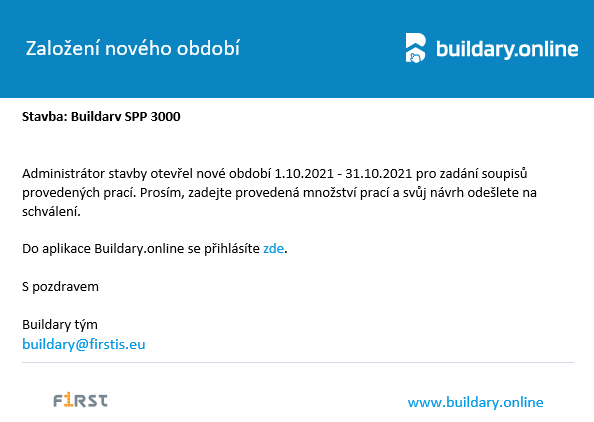 Založení nového období
buildary.online
Stavba: Buildarv SPP 3000
Administrátor stavby otevřel nové období 1.10.2021 - 31.10.2021 pro zadání soupisů
provedených prací. Prosím, zadejte provedená množství prací a svůj návrh odešlete na
schválení.
Do aplikace Buildary.online se přihlásíte zde.
S pozdravem
Buildary tým
buildary@firstis.eu
F1RST
www.buildary.online